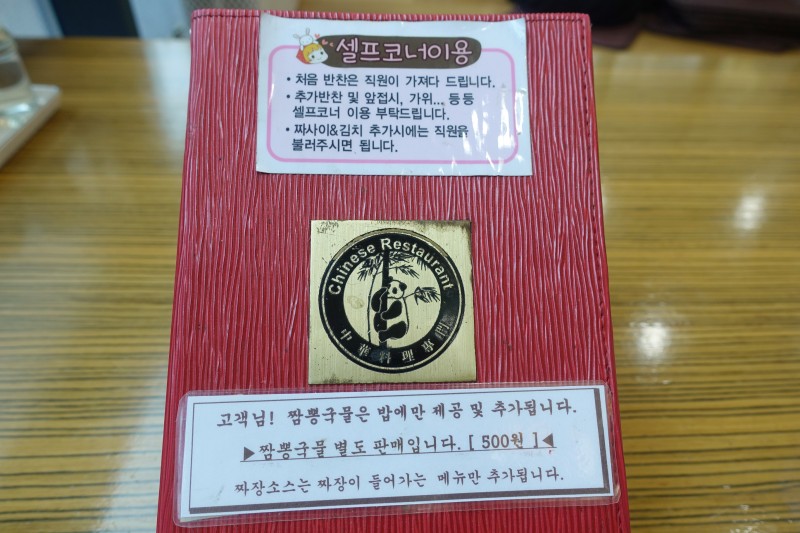 셀프코너이용
• 처음 반찬은 직원이 가져다 드립니다.
• 추가반찬 및 앞접시, 가위... 등등
셀프코너 이용 부탁드립니다.
• 짜사이&김치 추가시에는 직원을
불러주시면 됩니다.
Chinese Restaurant
고객님! 짬뽕국물은 밥에만 제공 및 추가됩니다.
▶짬뽕국물 별도 판매입니다. [ 500원 ]◀
짜장소스는 짜장이 들어가는 메뉴만 추가됩니다.